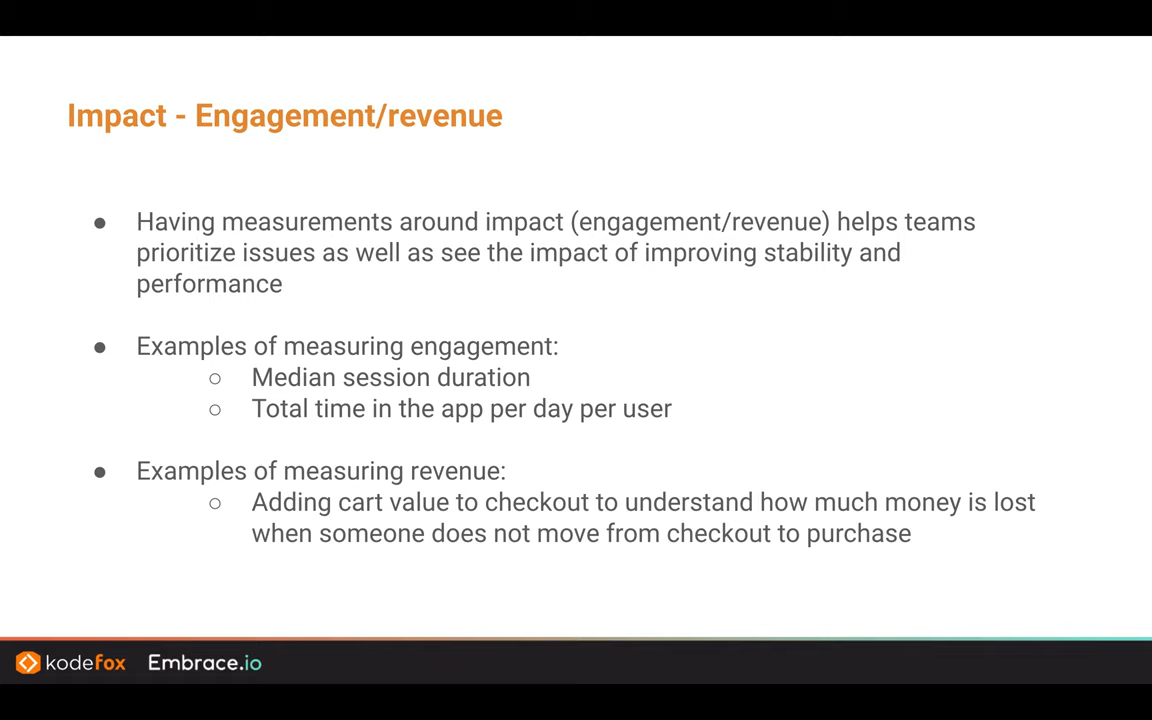 Impact - Engagement/revenue
● Having measurements around impact (engagement/revenue) helps teams
prioritize issues as well as see the impact of improving stability and
performance
● Examples of measuring engagement:
○ Median session duration
○ Total time in the app per day per user
● Examples of measuring revenue:
○ Adding cart value to checkout to understand how much money is lost
when someone does not move from checkout to purchase
kodefox Embrace.io